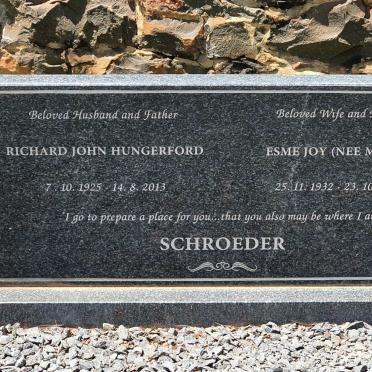 Beloved Husband and Father
Beloved Wife and
RICHARD JOHN HUNGERFORD
ESME JOY (NEE
7. 10. 1925 - 14. 8. 2013
25. 11. 1932 - 23. 10
'I go to prepare a place for you...that you also may be where I
SCHROEDER